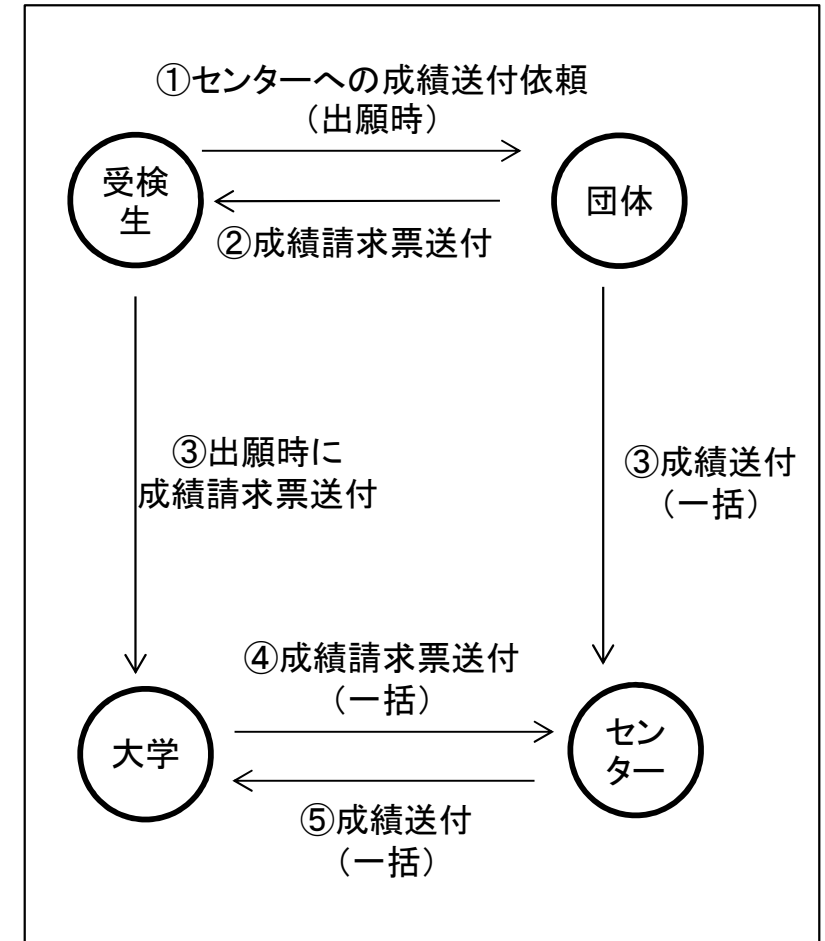 ①センターへの成績送付依頼
（出願時）
受検
生
団体
②成績請求票送付
③出願時に
成績請求票送付
③成績送付
（一括）
④成績請求票送付
（一括）
大学
セン
ター
⑤成績送付
（一括）